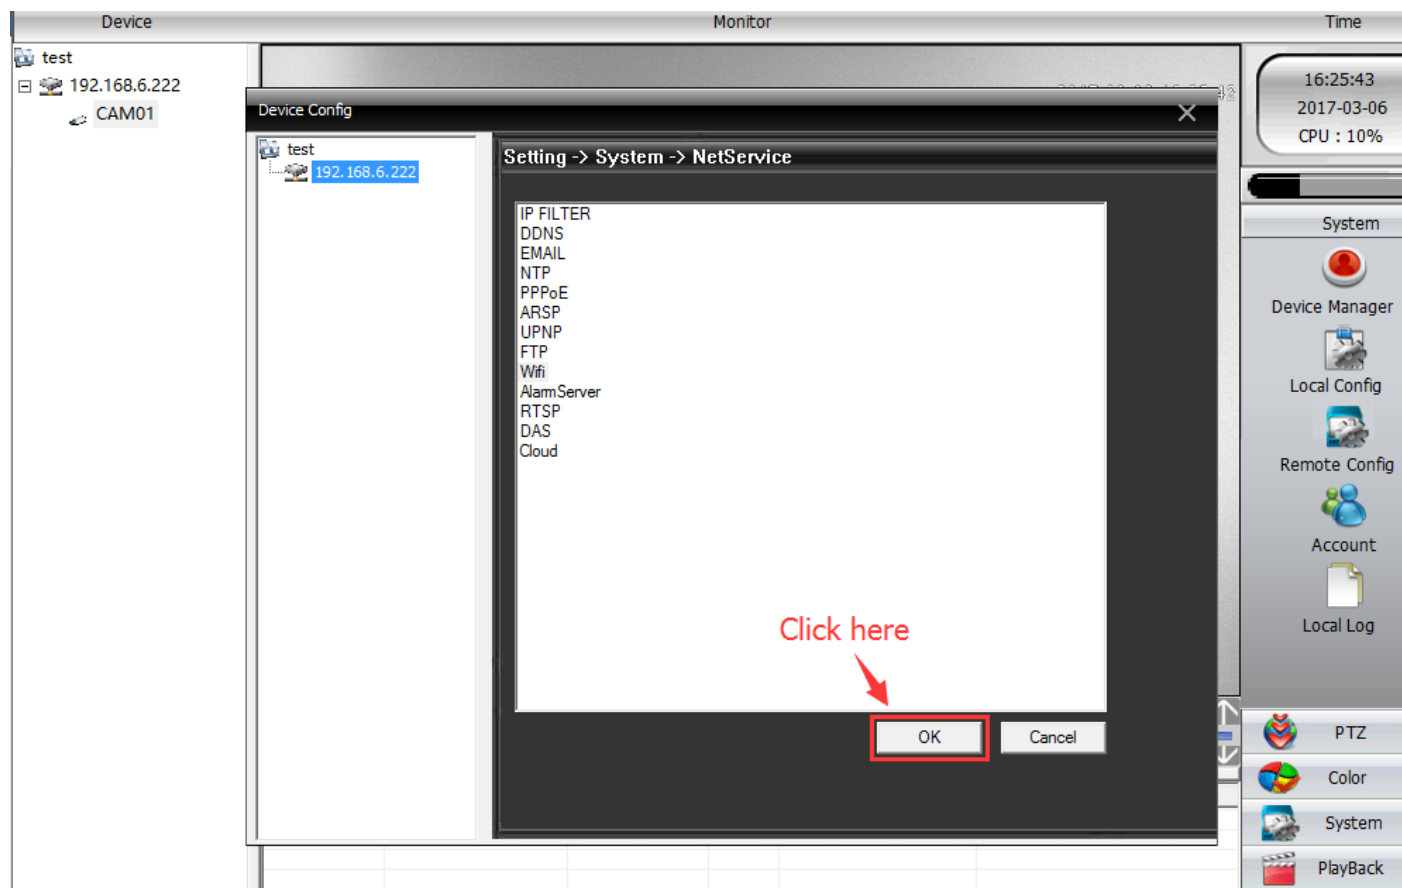 Device
Monitor
Time
test
192.168.6.222
CAM01
Device Config
test
192.168.6.222
Setting -> System -> NetService
IP FILTER
DDNS
EMAIL
NTP
PPPoE
ARSP
UPNP
FTP
Wifi
AlarmServer
RTSP
DAS
Cloud
Click here
OK
Cancel
16:25:43
2017-03-06
CPU : 10%
System
Device Manager
Local Config
Remote Config
Account
Local Log
PTZ
Color
System
PlayBack